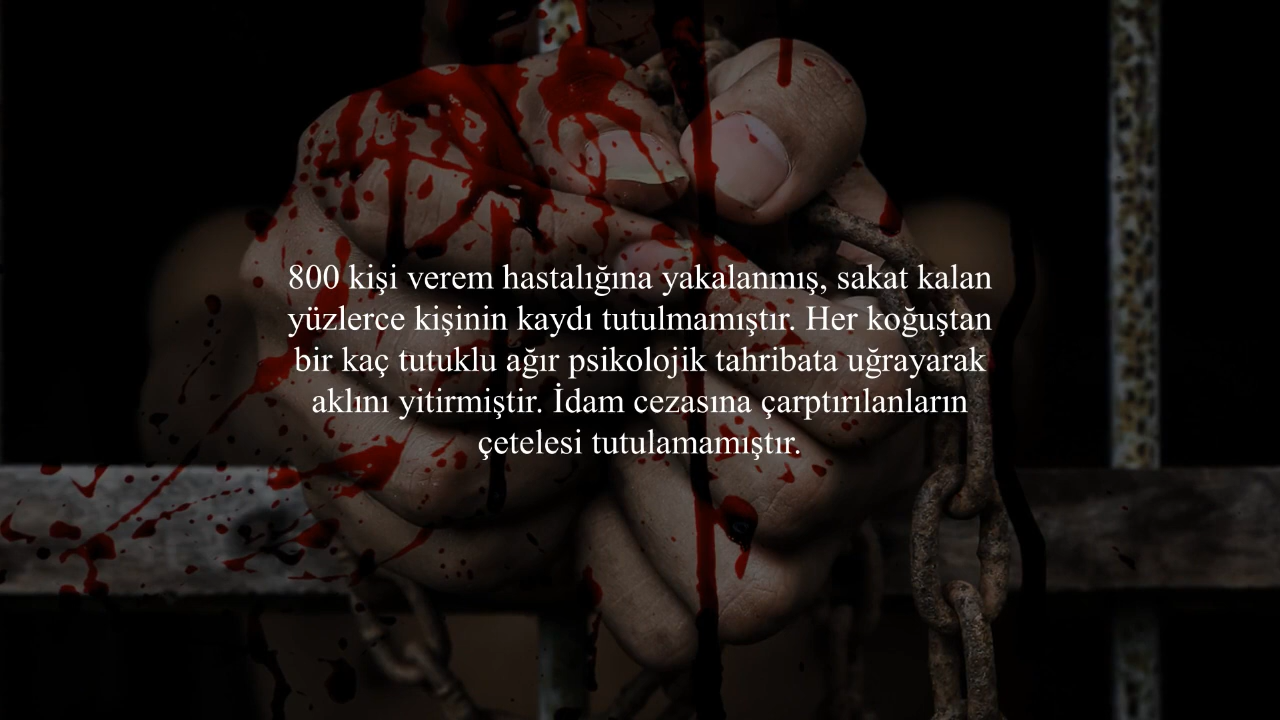 800 kişi verem hastalığına yakalanmış, sakat kalan
yüzlerce kişinin kaydı tutulmamıştır. Her koğuştan
bir kaç tutuklu ağır psikolojik tahribata uğrayarak
aklını yitirmiştir. İdam cezasına çarptırılanların
çetelesi tutulamamıştır.